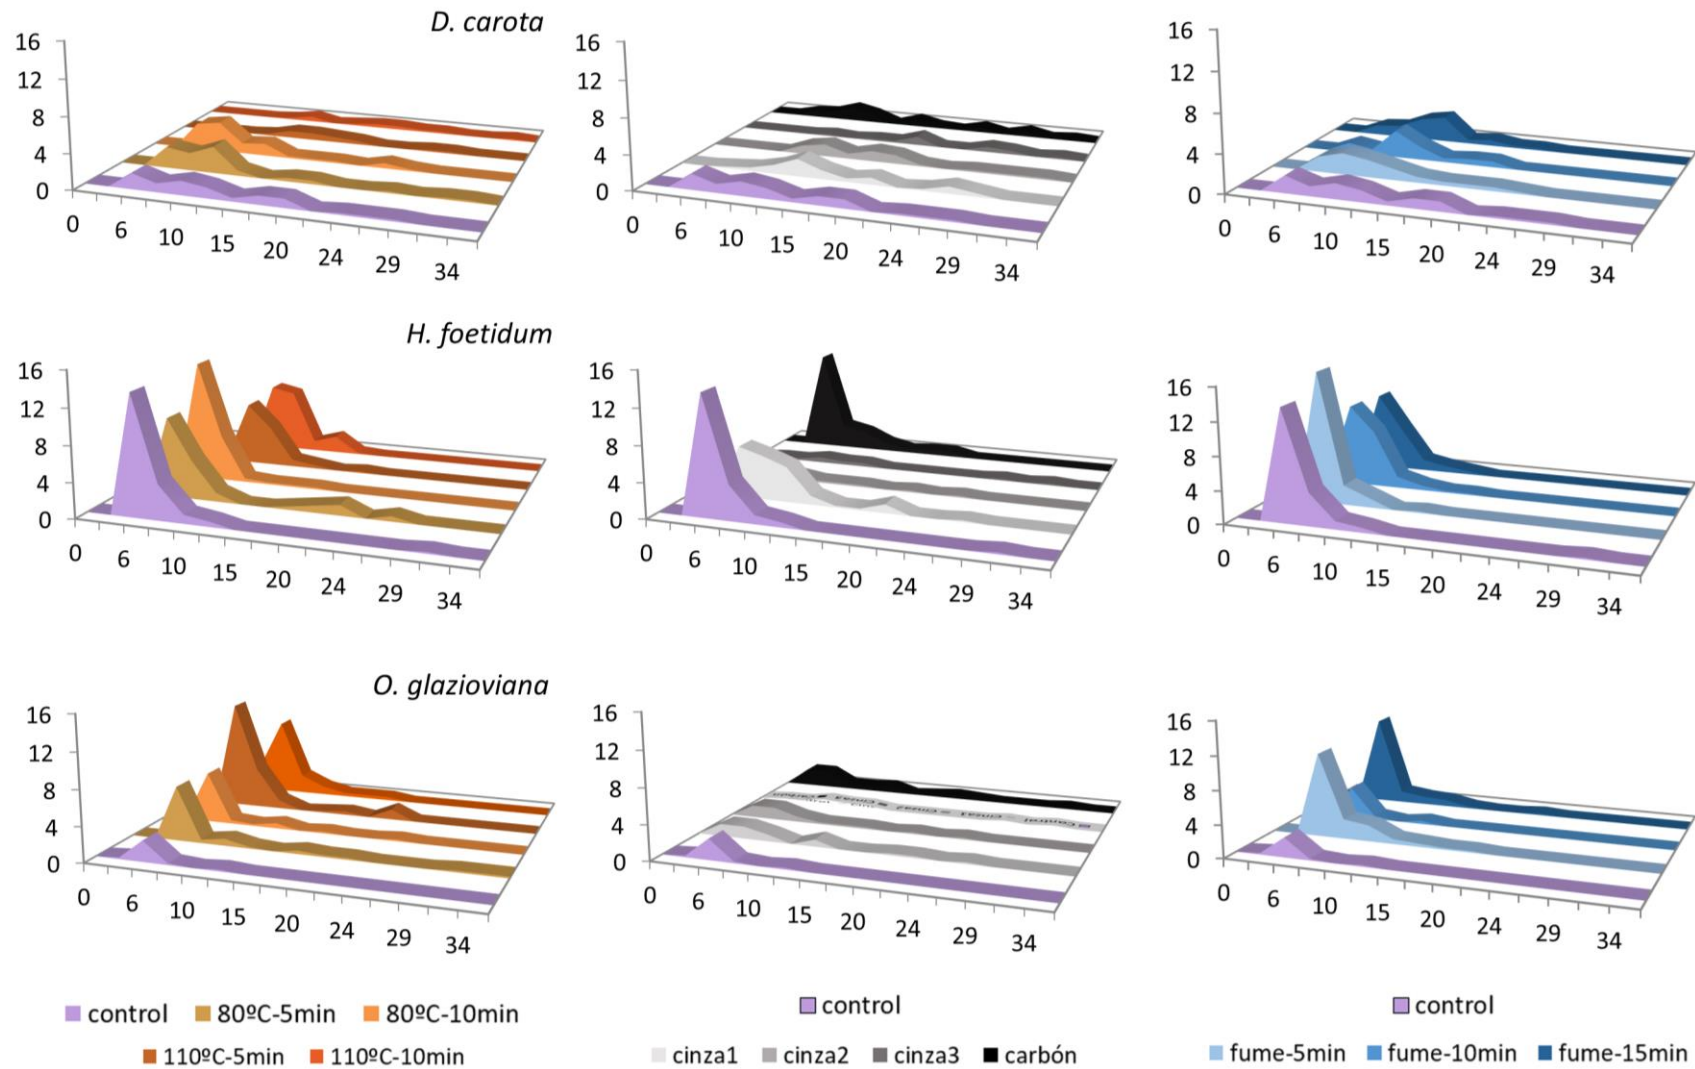 D. carota
16
12
8
4
0
0 6 10 15 20 24 29 34
16
12
8
4
0
0 6 10 15 20 24 29 34
16
12
8
4
0
0 6 10 15 20 24 29 34
H. foetidum
16
12
8
4
0
0 6 10 15 20 24 29 34
16
12
8
4
0
0 6 10 15 20 24 29 34
16
12
8
4
0
0 6 10 15 20 24 29 34
O. glazioviana
16
12
8
4
0
0 6 10 15 20 24 29 34
16
12
8
4
0
0 6 10 15 20 24 29 34
16
12
8
4
0
0 6 10 15 20 24 29 34
control 80ºC-5min 80ºC-10min
110ºC-5min 110ºC-10min
control
cinza1 cinza2 cinza3 carbón
control
fume-5min fume-10min fume-15min